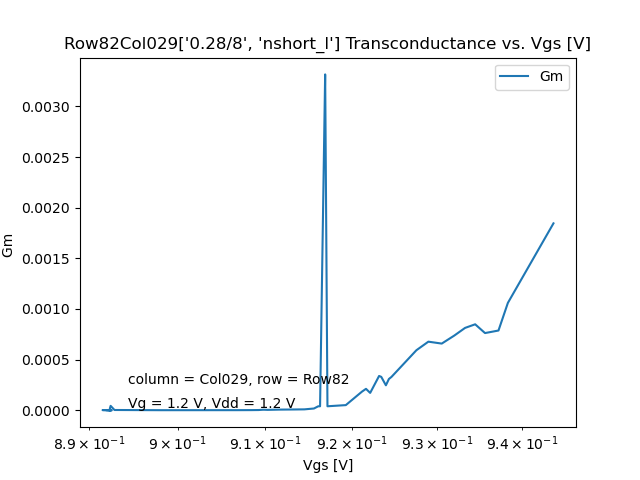 Row82Col029['0.28/8', 'nshort_l'] Transconductance vs. Vgs [V]
Gm
0.0030
0.0025
0.0020
0.0015
0.0010
0.0005
0.0000
Gm
column = Col029, row = Row82
Vg = 1.2 V, Vdd = 1.2 V
8.9 × 10⁻¹ 9 × 10⁻¹ 9.1 × 10⁻¹ 9.2 × 10⁻¹ 9.3 × 10⁻¹ 9.4 × 10⁻¹
Vgs [V]